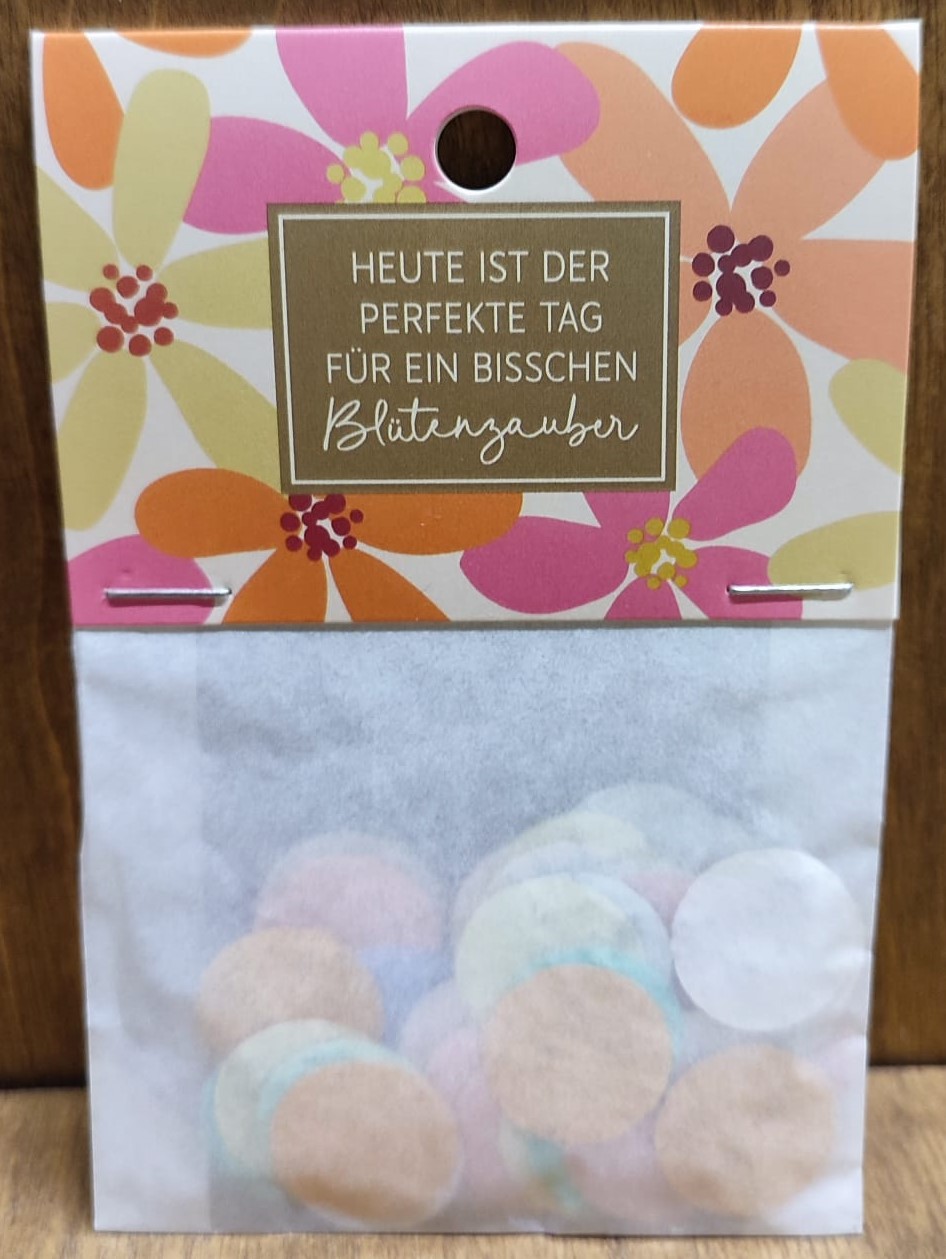 HEUTE IST DER
PERFEKTE TAG
FÜR EIN BISSCHEN
Blütenzauber